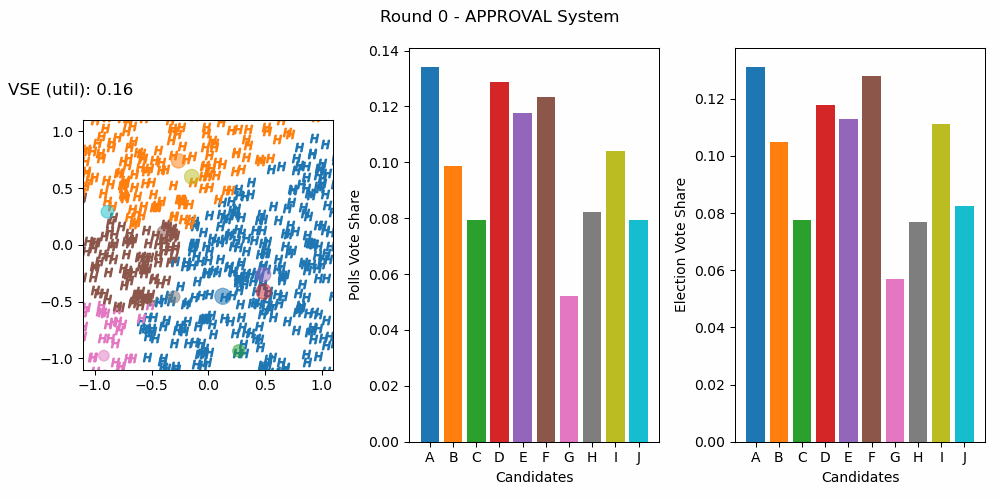 Round 0 - APPROVAL System
VSE (util): 0.16
1.0
0.5
0.0
−0.5
−1.0
−1.0 −0.5 0.0 0.5 1.0
Polls Vote Share
0.14
0.12
0.10
0.08
0.06
0.04
0.02
0.00
A B C D E F G H I J
Candidates
Election Vote Share
0.12
0.10
0.08
0.06
0.04
0.02
0.00
A B C D E F G H I J
Candidates